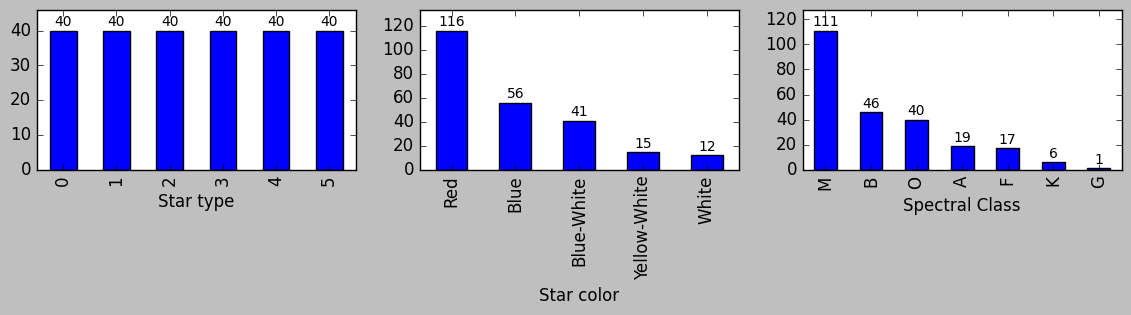 40 40 40 40 40 40
40
30
20
10
0
0 1 2 3 4 5
Star type
116
56
41
15
12
120
100
80
60
40
20
0
Red
Blue
Blue-White
Yellow-White
White
Star color
111
46
40
19
17
6
1
120
100
80
60
40
20
0
M
B
O
A
F
K
G
Spectral Class